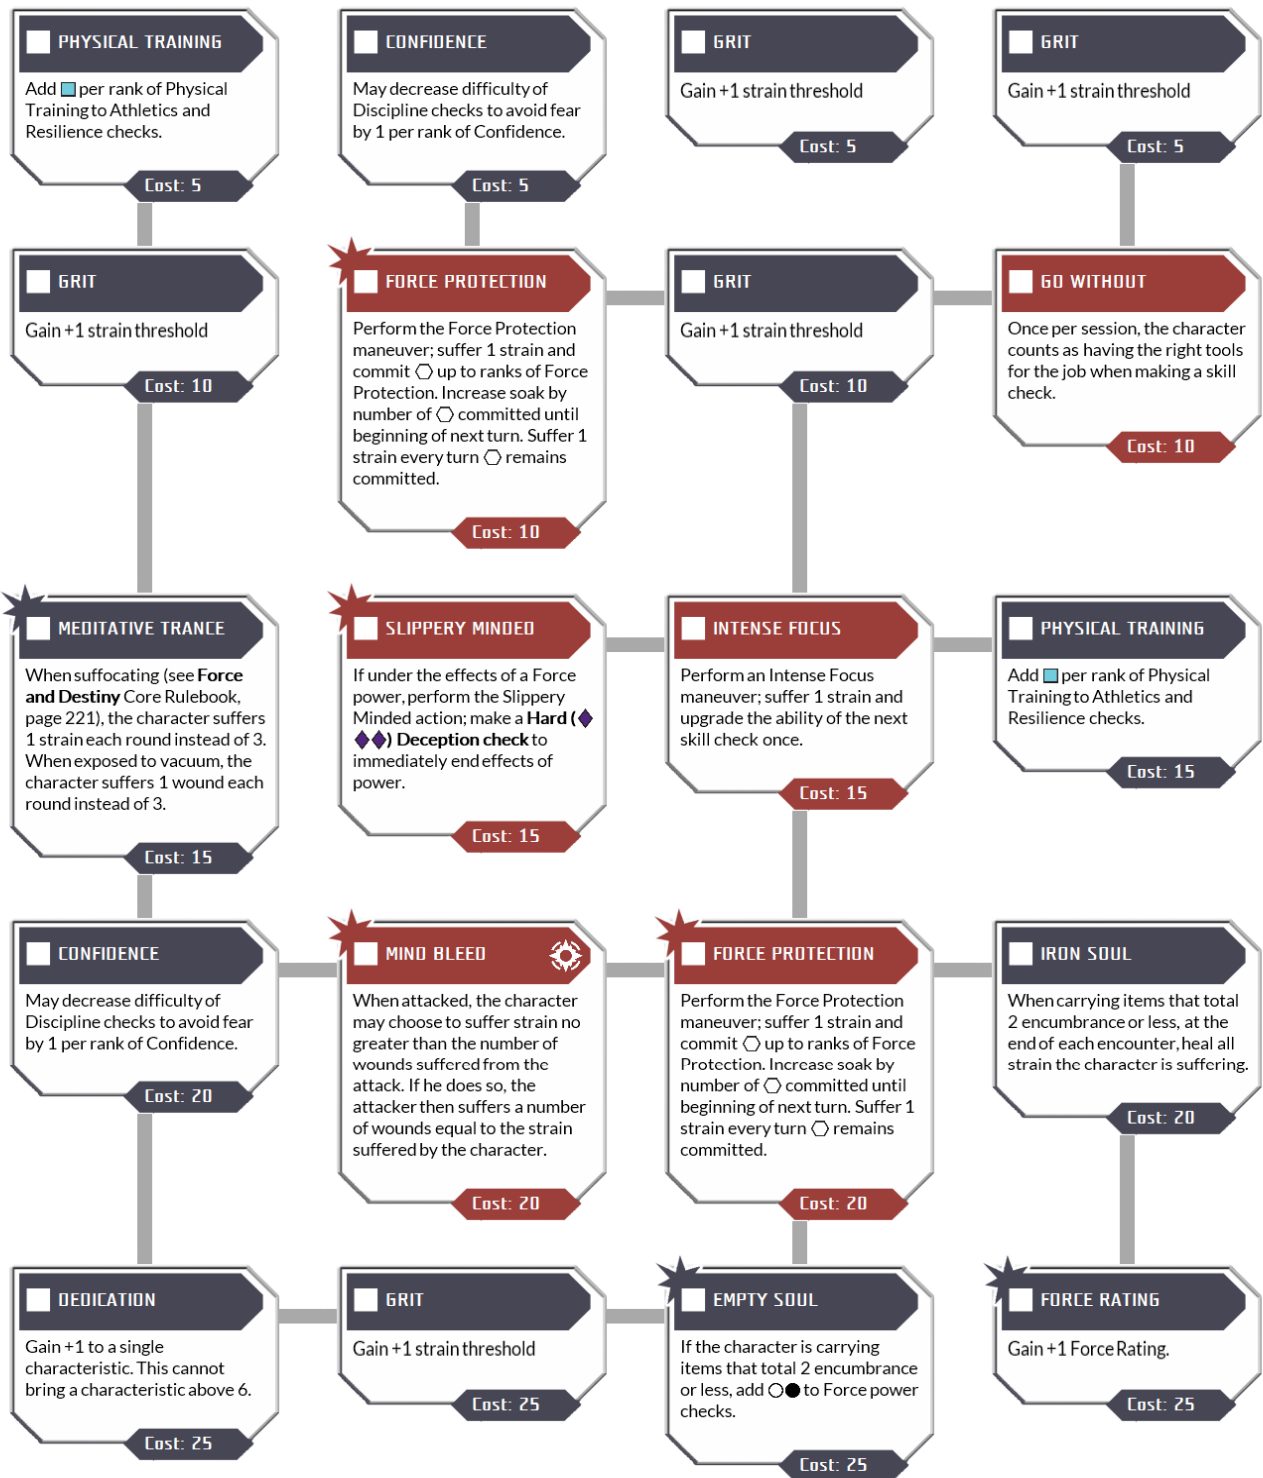 PHYSICAL TRAINING
Add per rank of Physical
Training to Athletics and
Resilience checks.
Cost: 5
CONFIDENCE
May decrease difficulty of
Discipline checks to avoid fear
by 1 per rank of Confidence.
Cost: 5
GRIT
Gain +1 strain threshold
Cost: 5
GRIT
Gain +1 strain threshold
Cost: 5
GRIT
Gain +1 strain threshold
Cost: 10
FORCE PROTECTION
Perform the Force Protection
maneuver; suffer 1 strain and
commit up to ranks of Force
Protection. Increase soak by
number of committed until
beginning of next turn. Suffer 1
strain every turn remains
committed.
Cost: 10
GRIT
Gain +1 strain threshold
Cost: 10
GO WITHOUT
Once per session, the character
counts as having the right tools
for the job when making a skill
check.
Cost: 10
MEDITATIVE TRANCE
When suffocating (see Force
and Destiny Core Rulebook,
page 221), the character suffers
1 strain each round instead of 3.
When exposed to vacuum, the
character suffers 1 wound each
round instead of 3.
Cost: 15
SLIPPERY MINDED
If under the effects of a Force
power, perform the Slippery
Minded action; make a Hard (
) Deception check to
immediately end effects of
power.
Cost: 15
INTENSE FOCUS
Perform an Intense Focus
maneuver; suffer 1 strain and
upgrade the ability of the next
skill check once.
Cost: 15
PHYSICAL TRAINING
Add per rank of Physical
Training to Athletics and
Resilience checks.
Cost: 15
CONFIDENCE
May decrease difficulty of
Discipline checks to avoid fear
by 1 per rank of Confidence.
Cost: 20
MIND BLEED
When attacked, the character
may choose to suffer strain no
greater than the number of
wounds suffered from the
attack. If he does so, the
attacker then suffers a number
of wounds equal to the strain
suffered by the character.
Cost: 20
FORCE PROTECTION
Perform the Force Protection
maneuver; suffer 1 strain and
commit up to ranks of Force
Protection. Increase soak by
number of committed until
beginning of next turn. Suffer 1
strain every turn remains
committed.
Cost: 20
IRON SOUL
When carrying items that total
2 encumbrance or less, at the
end of each encounter, heal all
strain the character is suffering.
Cost: 20
DEDICATION
Gain +1 to a single
characteristic. This cannot
bring a characteristic above 6.
Cost: 25
GRIT
Gain +1 strain threshold
Cost: 25
EMPTY SOUL
If the character is carrying
items that total 2 encumbrance
or less, add to Force power
checks.
Cost: 25
FORCE RATING
Gain +1 Force Rating.
Cost: 25